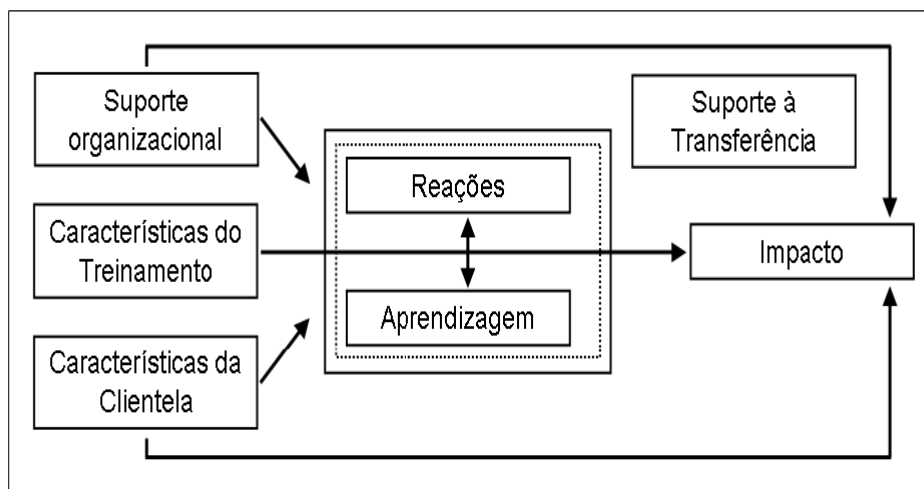 Suporte
organizacional
Suporte à
Transferência
Reações
Características do
Treinamento
Impacto
Aprendizagem
Características da
Clientela